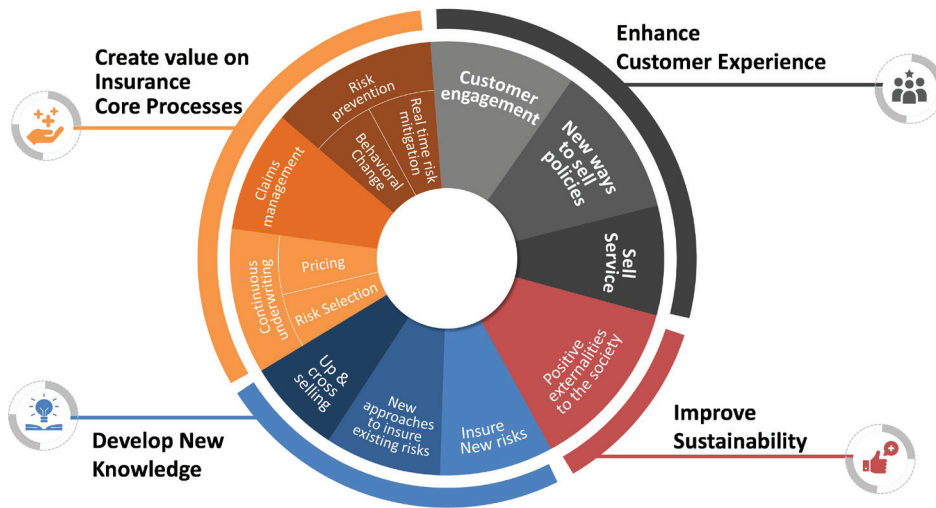 Create value on
Insurance
Core Processes
Enhance
Customer Experience
Customer
engagement
New ways
to sell
policies
Sell
Service
Positive
externalities
to the society
Insure
New risks
New
approaches
to insure
existing risks
Up &
cross
selling
Continuous
underwriting
Pricing
Risk Selection
Claims
management
Risk
prevention
Behavioral
Change
Real time risk
mitigation
Develop New
Knowledge
Improve
Sustainability